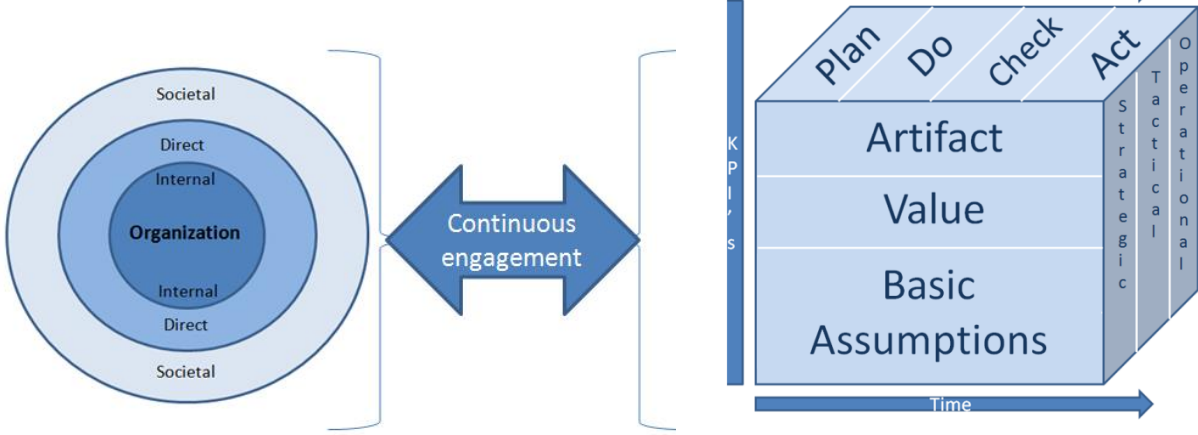 Societal
Direct
Internal
Organization
Internal
Direct
Societal
Continuous
engagement
KPI's
Plan
Do
Check
Act
Artifact
Value
Basic
Assumptions
Strategic
Tactical
Operational
Time